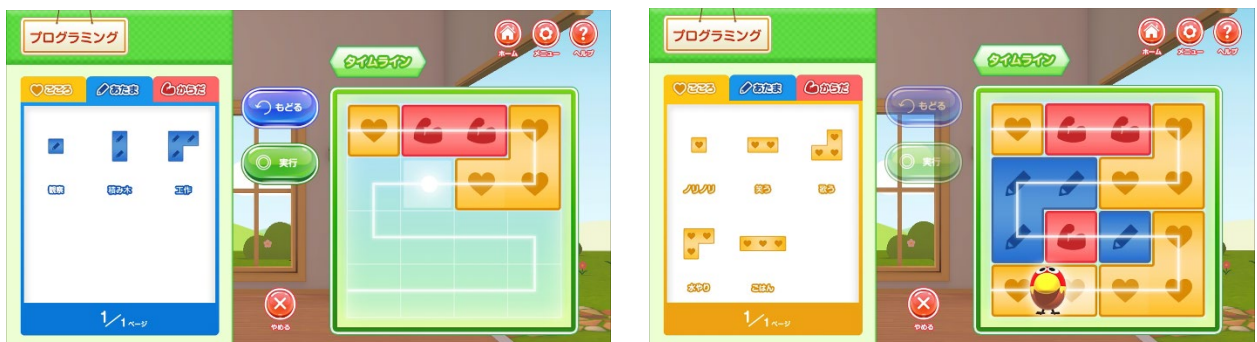 プログラミング
タイムライン
ホーム
メニュー
ヘルプ
こころ
あたま
からだ
もどる
実行
観察
積み木
工作
1/1ページ
やめる
プログラミング
タイムライン
ホーム
メニュー
ヘルプ
こころ
あたま
からだ
もどる
実行
ノリノリ
笑う
歌う
水やり
ごはん
1/1ページ
やめる